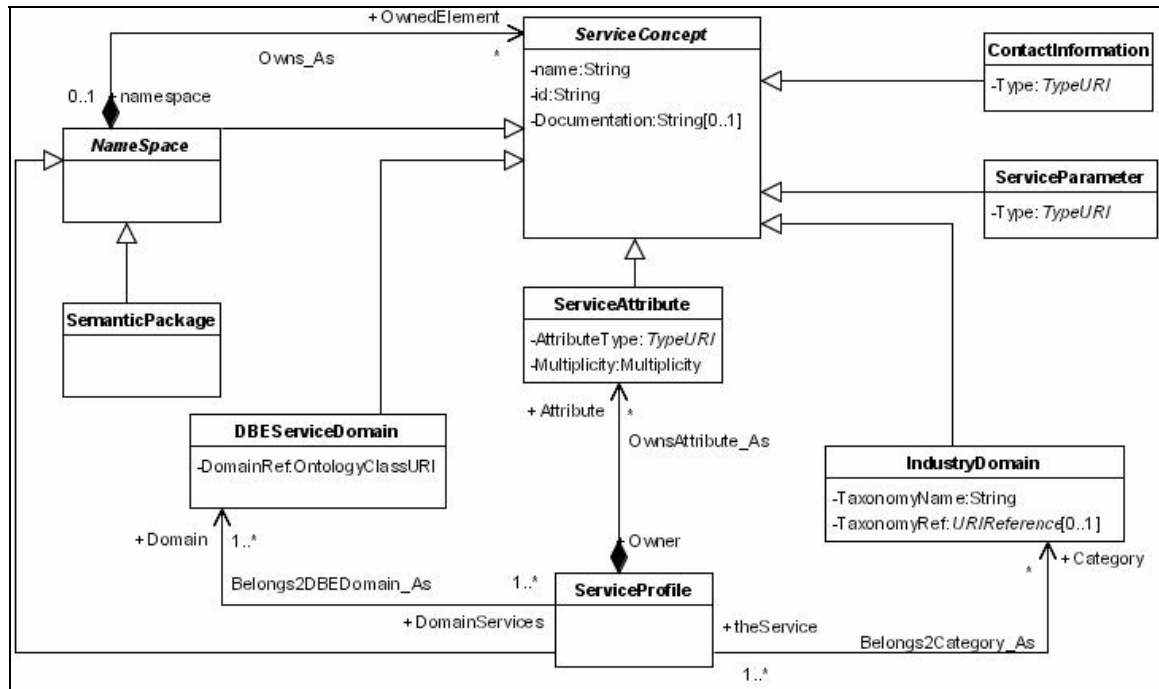 + OwnedElement
ServiceConcept
ContactInformation
Owns_As
*
-name:String
-Type: TypeURI
-id:String
0..1
+ namespace
-Documentation:String[0..1]
NameSpace
ServiceParameter
-Type: TypeURI
SemanticPackage
ServiceAttribute
-AttributeType: TypeURI
-Multiplicity:Multiplicity
+ Attribute
*
DBEServiceDomain
OwnsAttribute_As
-DomainRef:OntologyClassURI
IndustryDomain
-TaxonomyName:String
-TaxonomyRef:URIReference[0..1]
+ Domain
1..*
+ Owner
+ Category
*
Belongs2DBEDomain_As
1..*
ServiceProfile
+ DomainServices
+ theService
Belongs2Category_As
1..*